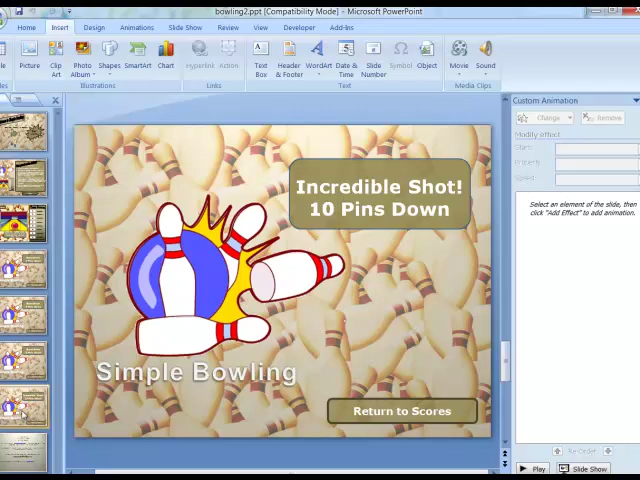 bowling2.ppt [Compatibility Mode] - Microsoft PowerPoint
Home Insert Design Animations Slide Show Review View Developer Add-Ins
Picture Clip Art Photo Album Shapes SmartArt Chart Hyperlink Action Text Box Header & Footer WordArt Date & Time Slide Number Symbol Object Movie Sound
Illustrations Links Text Media Clips
Custom Animation
Change Remove
Modify effect
Start:
Property
Speed:
Select an element of the slide, then
click "Add Effect" to add animation.
Incredible Shot!
10 Pins Down
Simple Bowling
Return to Scores
Re-Order
Play Slide Show